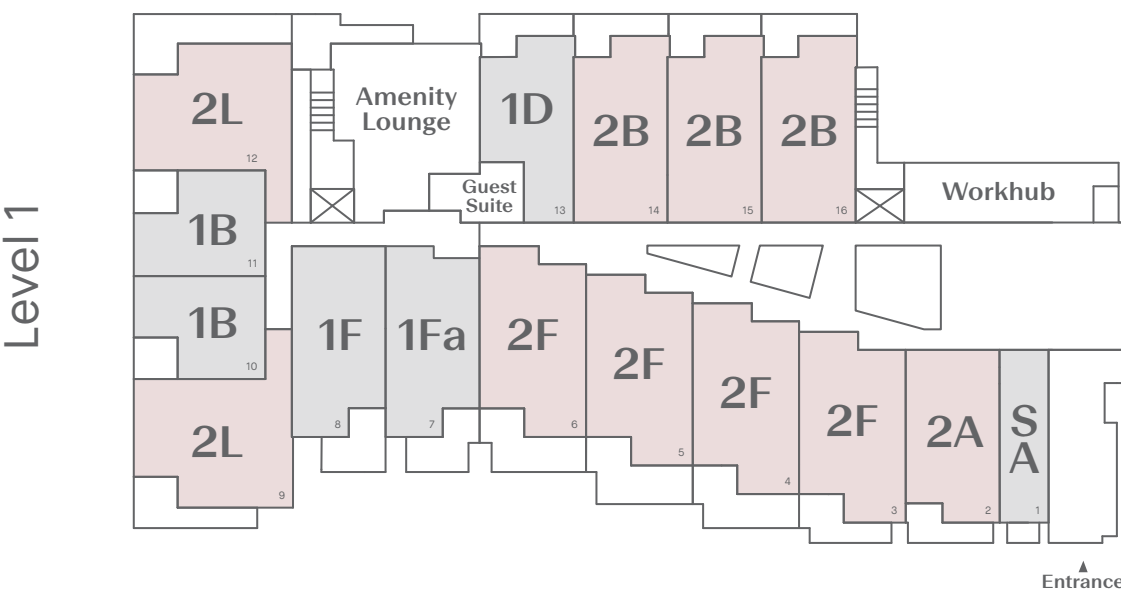 Level 1
2L
12
Amenity
Lounge
1D
13
2B
14
2B
15
2B
16
Guest
Suite
Workhub
1B
11
1B
10
2L
9
1F
8
1Fa
7
2F
6
2F
5
2F
4
2F
3
2A
2
S
A
1
Entrance